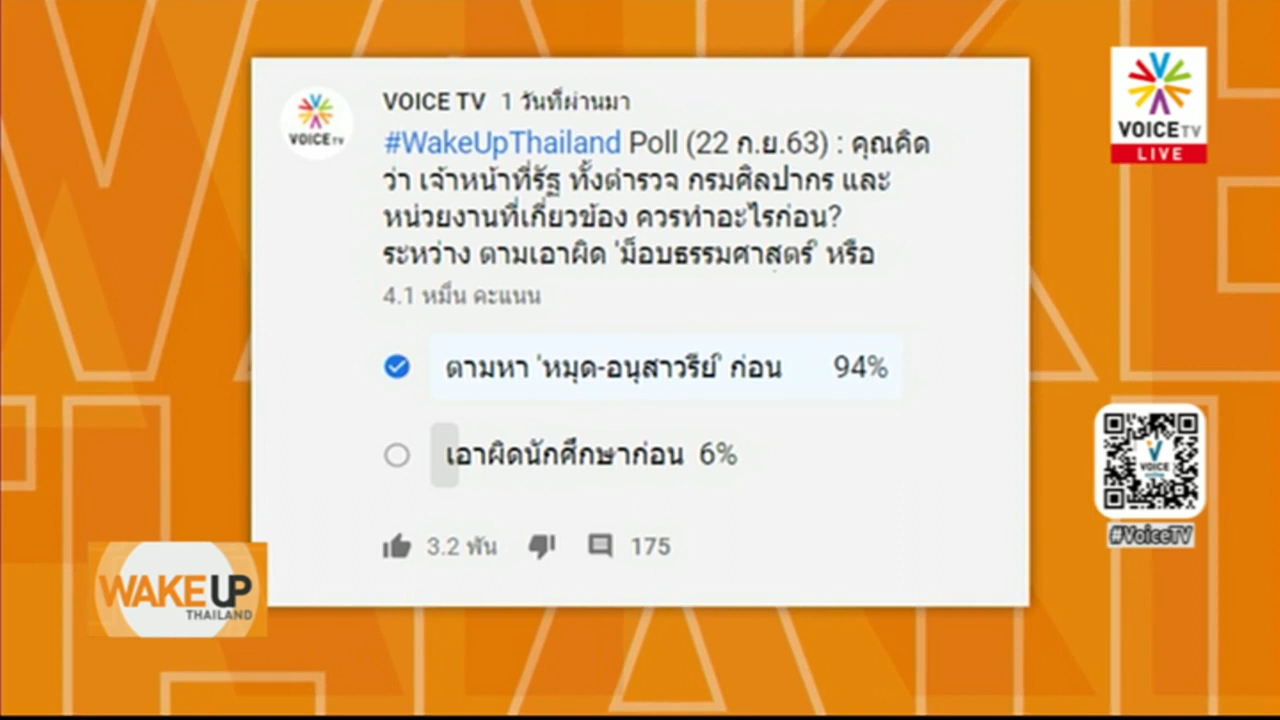 VOICE TV 1 วันที่ผ่านมา
#WakeUpThailand Poll (22 ก.ย.63) : คุณคิด
ว่า เจ้าหน้าที่รัฐ ทั้งตำรวจ กรมศิลปากร และ
หน่วยงานที่เกี่ยวข้อง ควรทำอะไรก่อน?
ระหว่าง ตามเอาผิด 'ม็อบธรรมศาสตร์' หรือ
4.1 หมื่น คะแนน
ตามหา 'หมุด-อนุสาวรีย์' ก่อน 94%
เอาผิดนักศึกษาก่อน 6%
3.2 พัน 175
VOICE TV
VOICE TV
LIVE
VOICE
#VoiceTV
WAKE UP
THAILAND